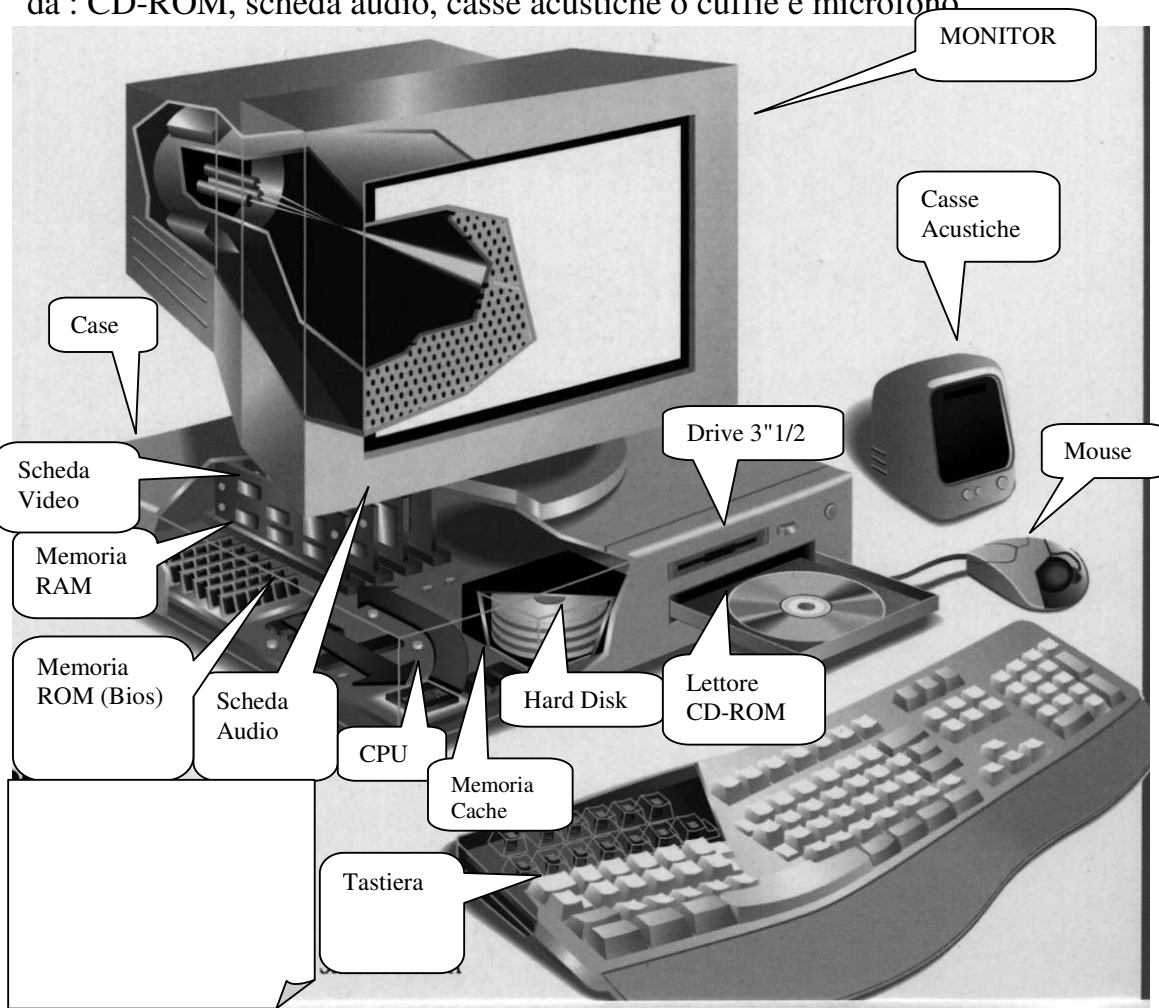 da : CD-ROM, scheda audio, casse acustiche o cuffie e microfono
MONITOR
Casse
Acustiche
Case
Drive 3"1/2
Mouse
Scheda
Video
Memoria
RAM
Memoria
ROM (Bios)
Scheda
Audio
CPU
Hard Disk
Lettore
CD-ROM
Memoria
Cache
Tastiera